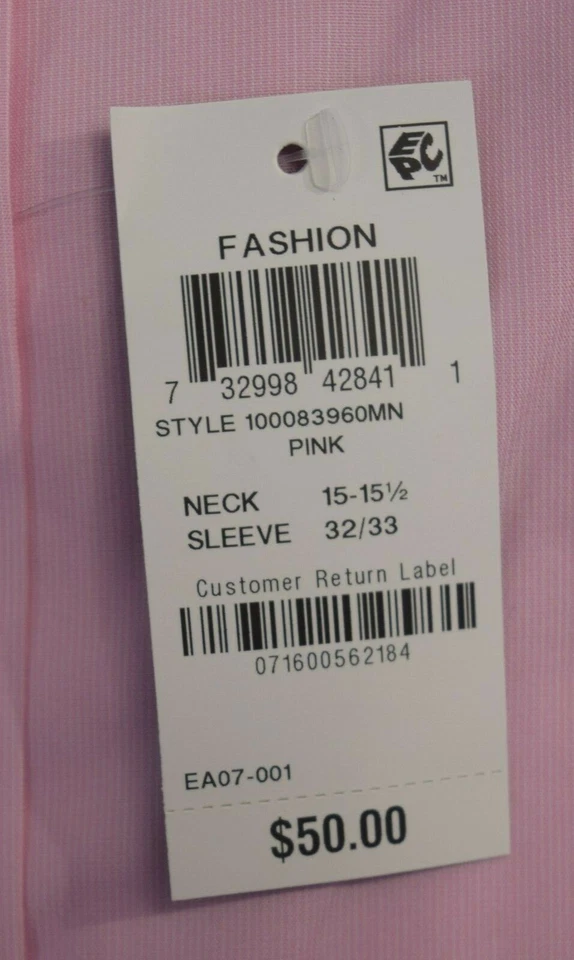 EPC
TM
FASHION
7 32998 42841 1
STYLE 100083960MN
PINK
NECK 15-15½
SLEEVE 32/33
Customer Return Label
071600562184
EA07-001
$50.00